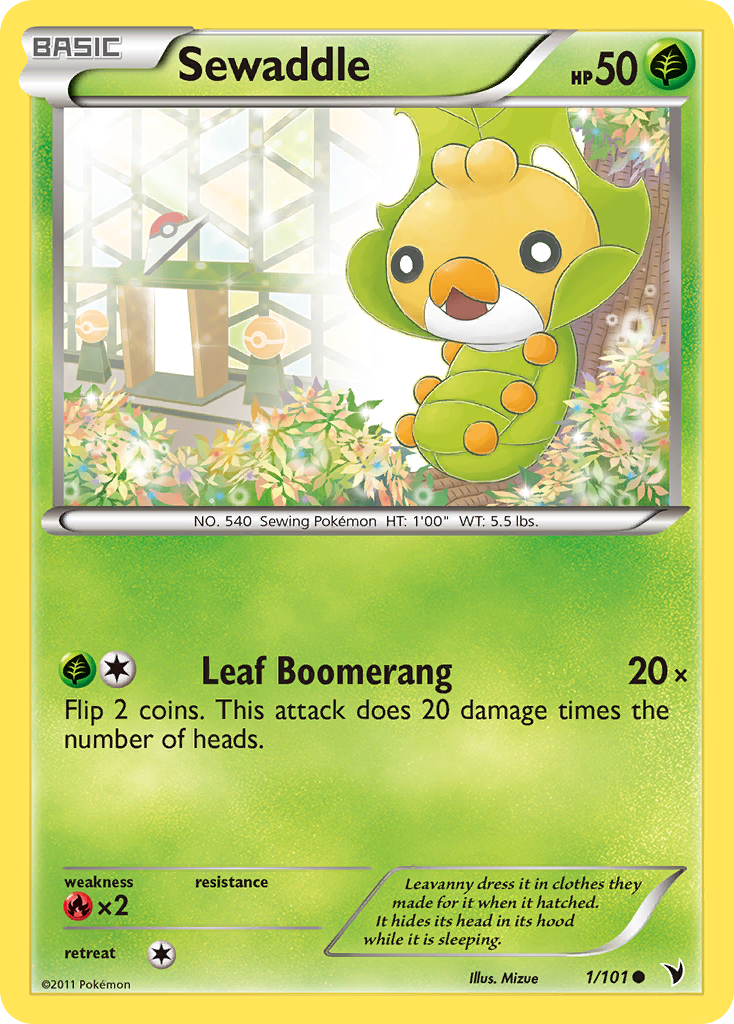 BASIC Sewaddle HP 50
NO. 540 Sewing Pokémon HT: 1'00" WT: 5.5 lbs.
Leaf Boomerang 20×
Flip 2 coins. This attack does 20 damage times the
number of heads.
weakness resistance
×2
retreat
Leavanny dress it in clothes they
made for it when it hatched.
It hides its head in its hood
while it is sleeping.
©2011 Pokémon Illus. Mizue 1/101